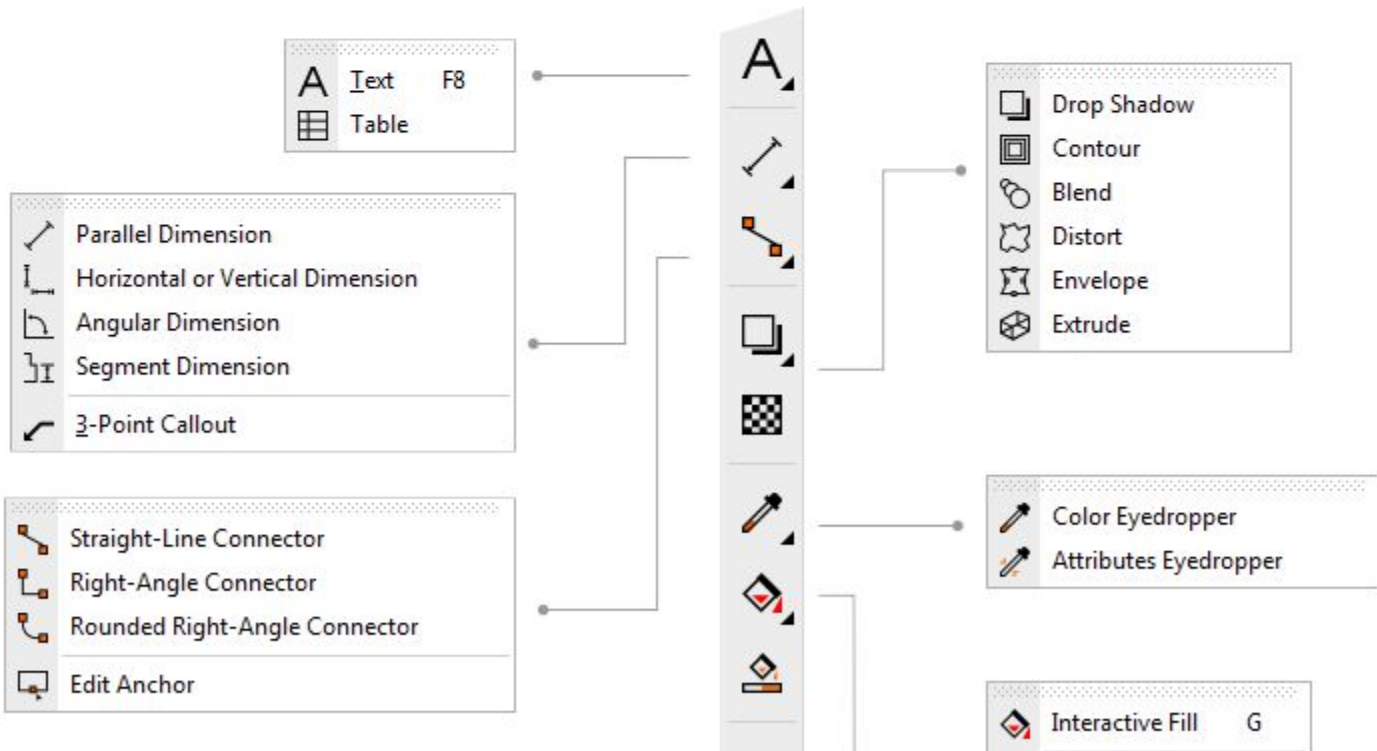 Text F8
Table
Parallel Dimension
Horizontal or Vertical Dimension
Angular Dimension
Segment Dimension
3-Point Callout
Straight-Line Connector
Right-Angle Connector
Rounded Right-Angle Connector
Edit Anchor
A
Drop Shadow
Contour
Blend
Distort
Envelope
Extrude
Color Eyedropper
Attributes Eyedropper
Interactive Fill G